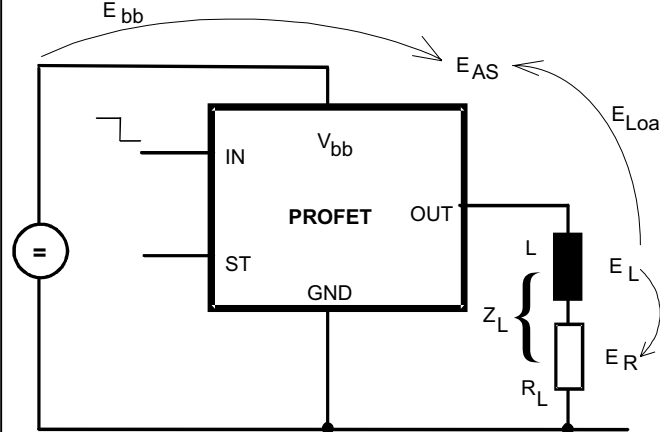 E bb
E AS
E Loa
V bb
IN
PROFET
OUT
ST
GND
L
E L
Z L
{
E R
R L
=